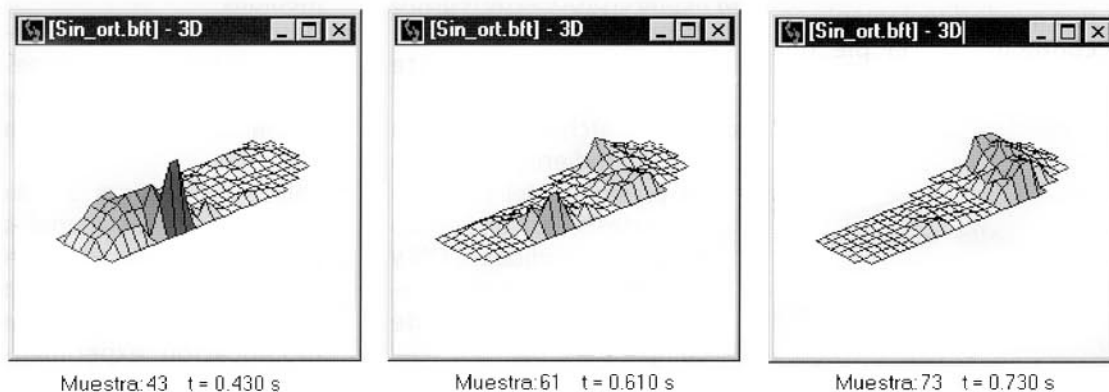 [Sin_ort.bft] - 3D
[Sin_ort.bft] - 3D
[Sin_ort.bft] - 3D
Muestra:43 t = 0.430 s
Muestra:61 t = 0.610 s
Muestra:73 t = 0.730 s